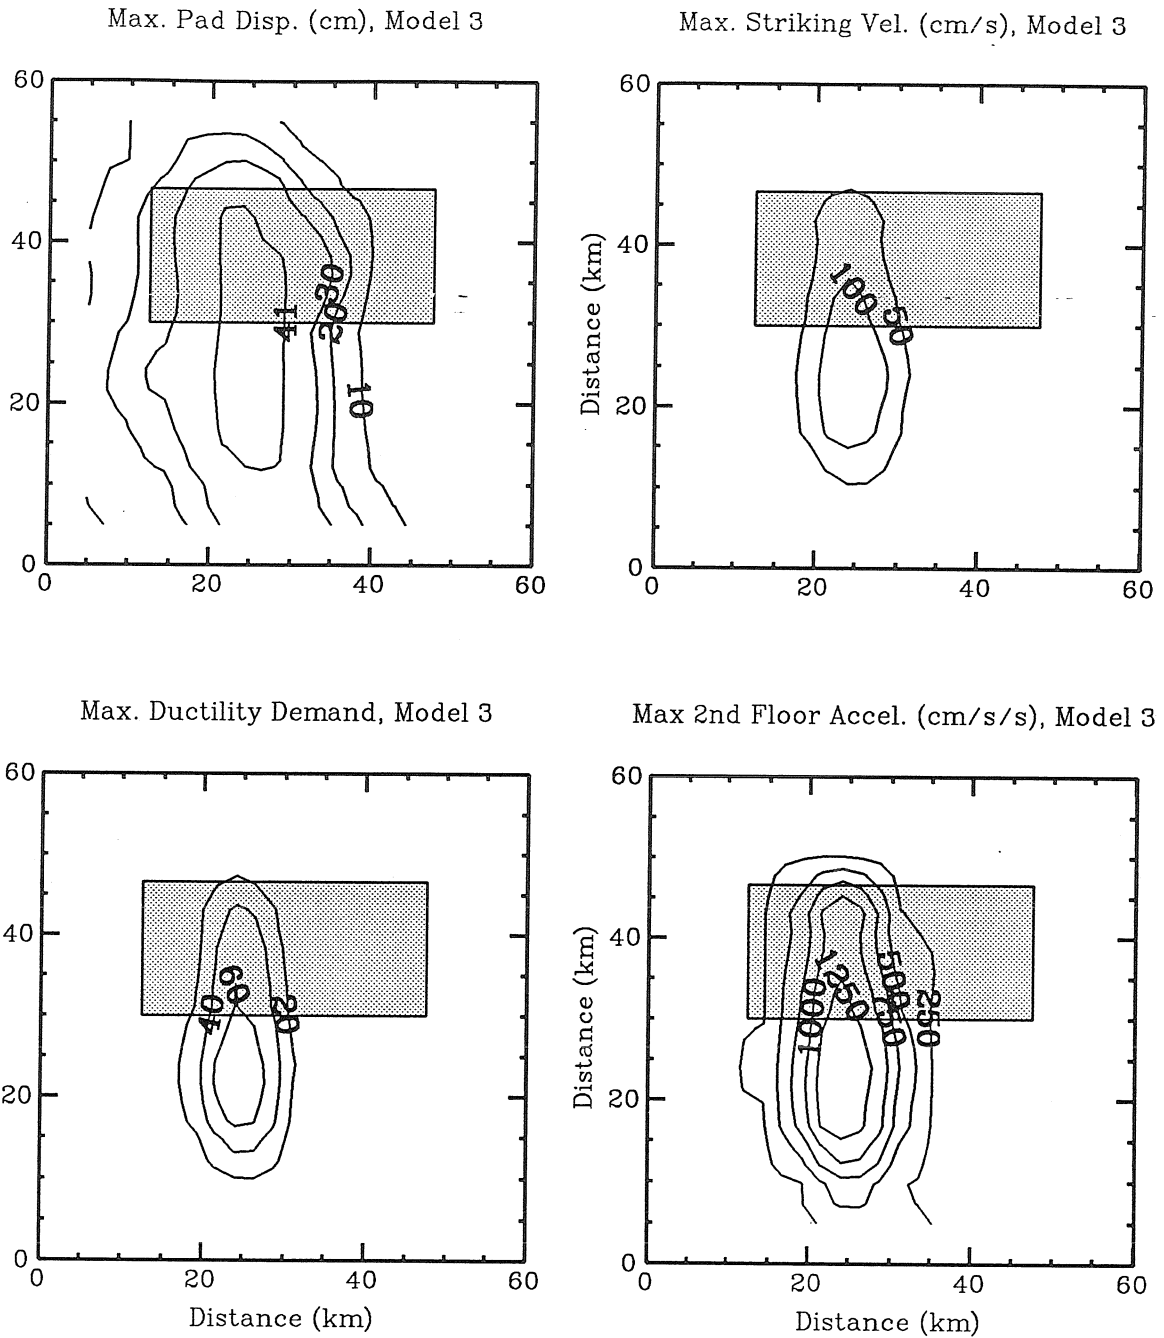 Max. Pad Disp. (cm), Model 3
60
40
20
0
0 20 40 60
41
30
20
10
Max. Striking Vel. (cm/s), Model 3
Distance (km)
60
40
20
0
0 20 40 60
100
50
Max. Ductility Demand, Model 3
60
40
20
0
0 20 40 60
Distance (km)
60
40
20
Max 2nd Floor Accel. (cm/s/s), Model 3
Distance (km)
60
40
20
0
0 20 40 60
Distance (km)
1250
1000
500
750
250